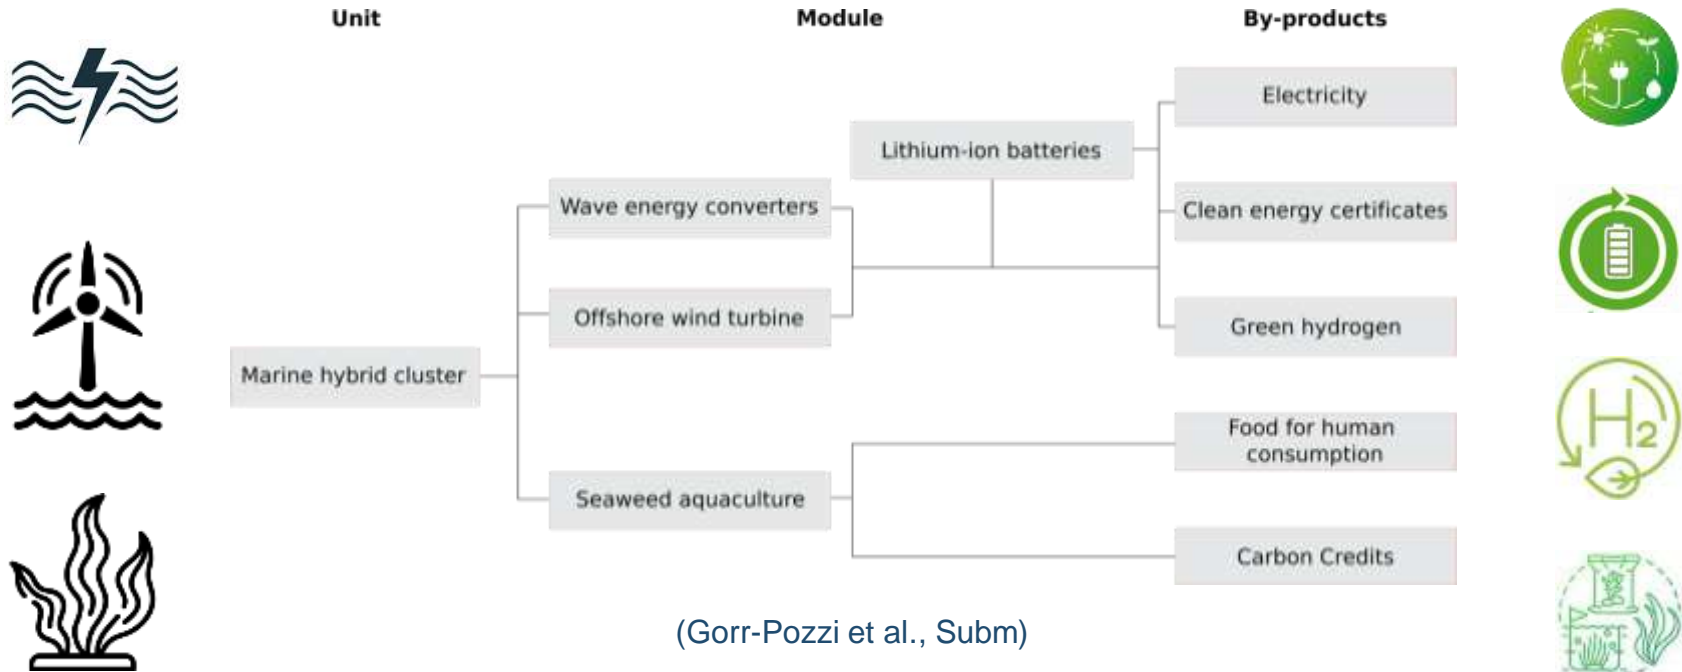 Unit
Module
By-products
Electricity
Lithium-ion batteries
Wave energy converters
Clean energy certificates
Offshore wind turbine
Green hydrogen
Marine hybrid cluster
Food for human
consumption
Seaweed aquaculture
Carbon Credits
H2
(Gorr-Pozzi et al., Subm)